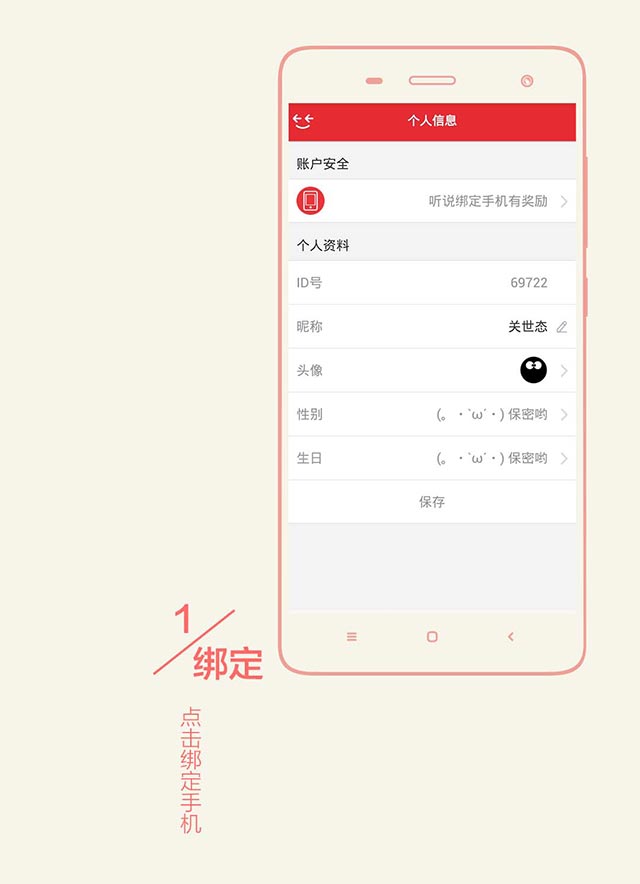 个人信息
账户安全
听说绑定手机有奖励
个人资料
ID号 69722
昵称 关世态
头像
性别 (。・`ω´・) 保密哟
生日 (。・`ω´・) 保密哟
保存
1
绑定
点击绑定手机